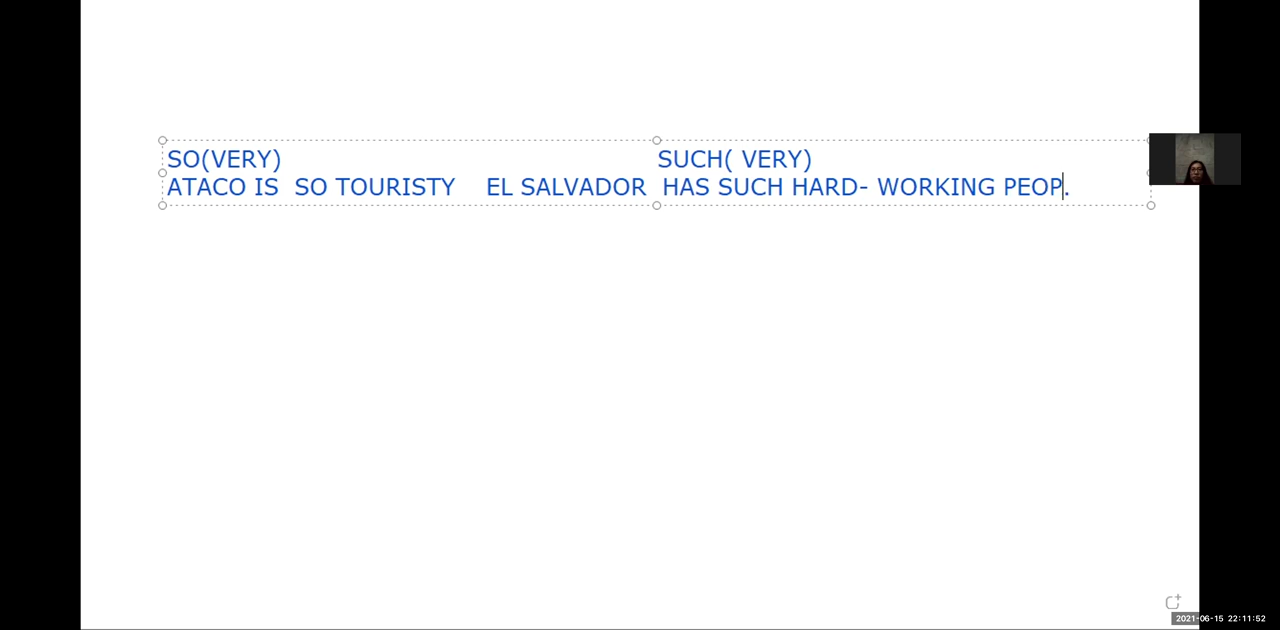 SO(VERY) SUCH( VERY)
ATACO IS SO TOURISTY EL SALVADOR HAS SUCH HARD- WORKING PEOP.
2021-06-15 22:11:52